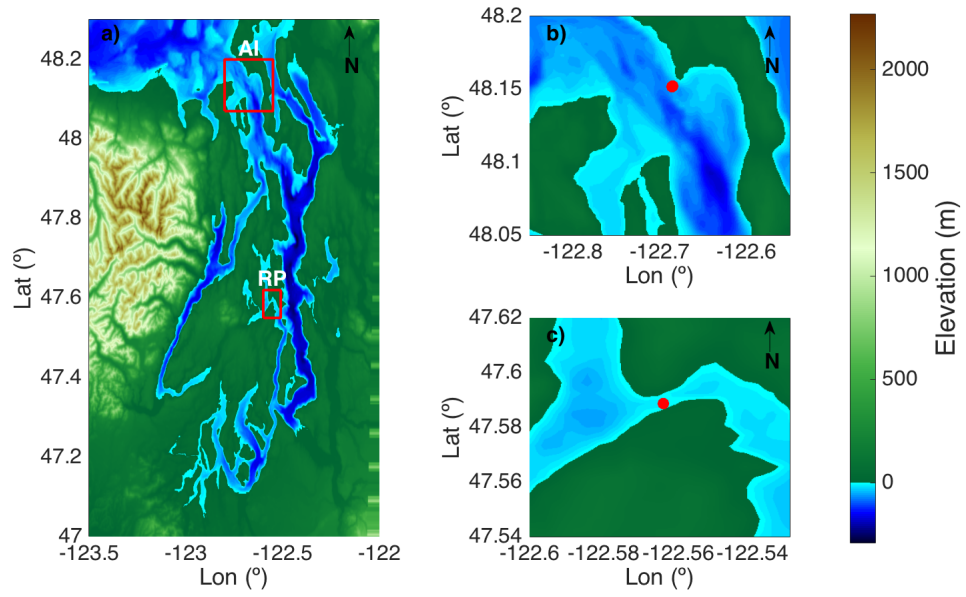 a)
AI
N
RP
48.2
48
47.8
47.6
47.4
47.2
47
Lat (º)
-123.5
-123
-122.5
-122
Lon (º)
b)
N
48.2
48.15
48.1
48.05
Lat (º)
-122.8
-122.7
-122.6
Lon (º)
c)
N
47.62
47.6
47.58
47.56
47.54
Lat (º)
-122.6
-122.58
-122.56
-122.54
Lon (º)
2000
1500
1000
500
0
Elevation (m)